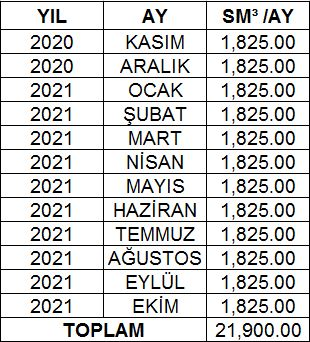 YIL AY SM³ /AY
2020 KASIM 1,825.00
2020 ARALIK 1,825.00
2021 OCAK 1,825.00
2021 ŞUBAT 1,825.00
2021 MART 1,825.00
2021 NİSAN 1,825.00
2021 MAYIS 1,825.00
2021 HAZİRAN 1,825.00
2021 TEMMUZ 1,825.00
2021 AĞUSTOS 1,825.00
2021 EYLÜL 1,825.00
2021 EKİM 1,825.00
TOPLAM 21,900.00